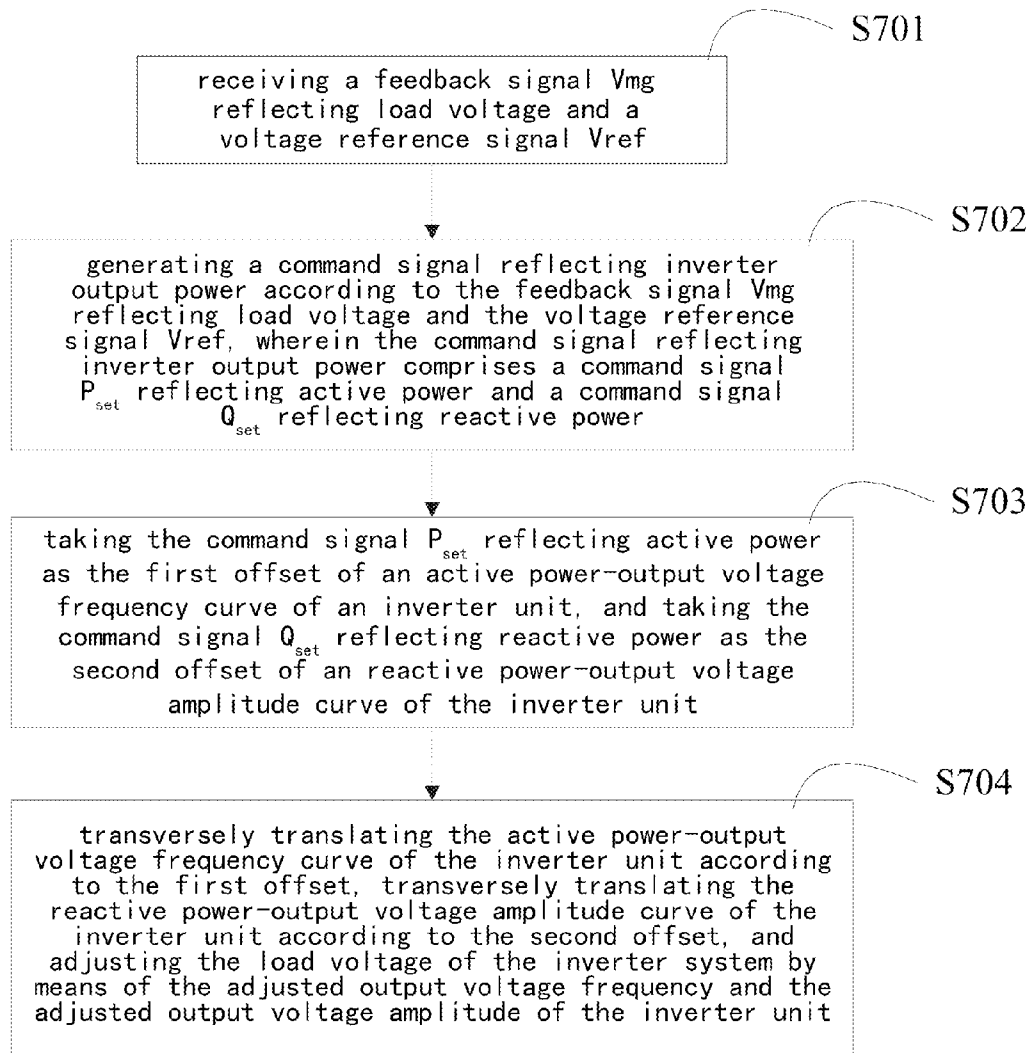 S701
receiving a feedback signal Vmg
reflecting load voltage and a
voltage reference signal Vref
S702
generating a command signal reflecting inverter
output power according to the feedback signal Vmg
reflecting load voltage and the voltage reference
signal Vref, wherein the command signal reflecting
inverter output power comprises a command signal
Pset reflecting active power and a command signal
Qset reflecting reactive power
S703
taking the command signal Pset reflecting active power
as the first offset of an active power-output voltage
frequency curve of an inverter unit, and taking the
command signal Qset reflecting reactive power as the
second offset of an reactive power-output voltage
amplitude curve of the inverter unit
S704
transversely translating the active power-output
voltage frequency curve of the inverter unit according
to the first offset, transversely translating the
reactive power-output voltage amplitude curve of the
inverter unit according to the second offset, and
adjusting the load voltage of the inverter system by
means of the adjusted output voltage frequency and the
adjusted output voltage amplitude of the inverter unit